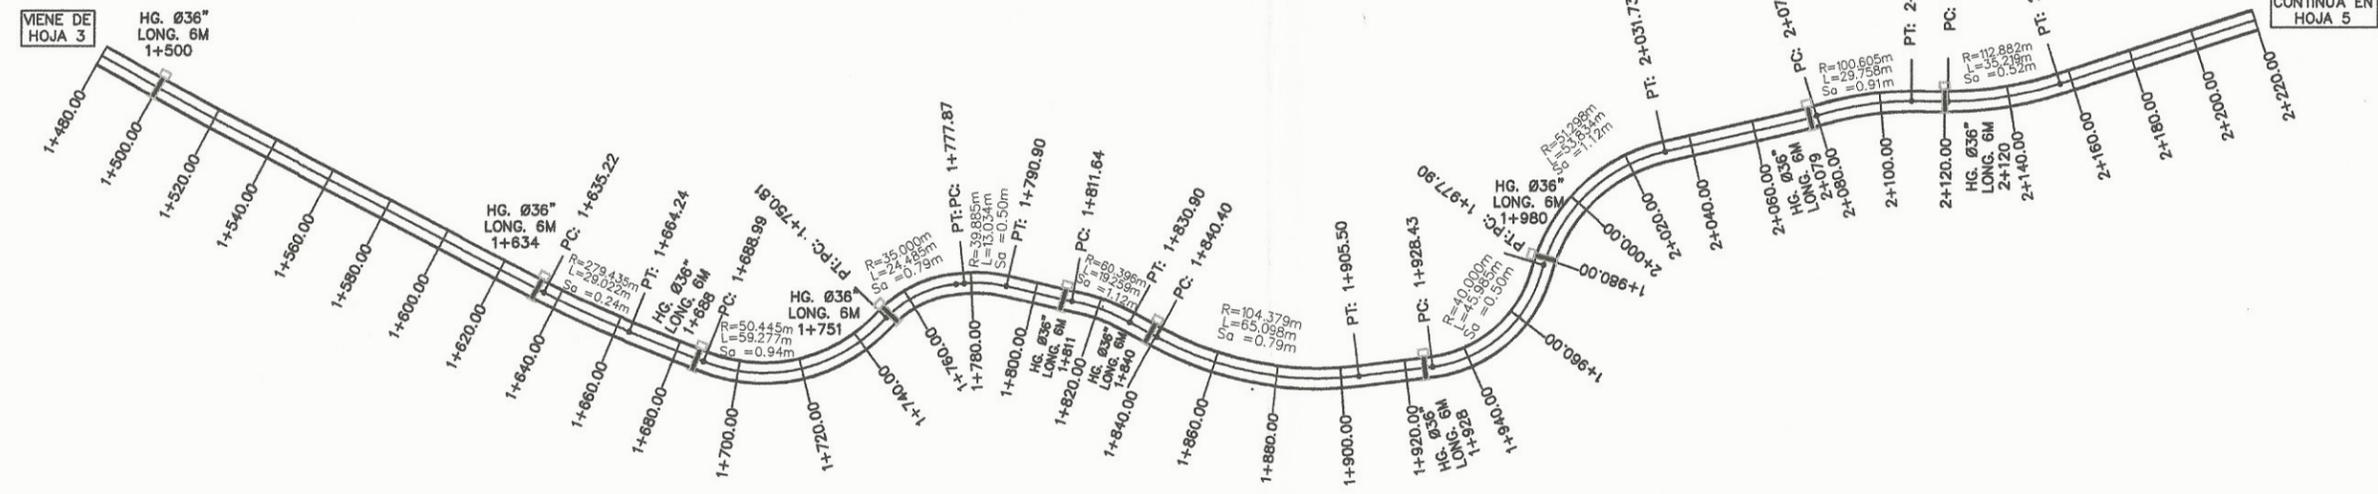 VIENE DE
HOJA 3
HG. Ø36"
LONG. 6M
1+500
1+480.00
1+500.00
1+520.00
1+540.00
1+560.00
1+580.00
1+600.00
1+620.00
HG. Ø36"
LONG. 6M
1+634
PC: 1+635.22
R=279.435m
L=29.022m
Sa =0.24m
1+640.00
1+660.00
PT: 1+664.24
HG. Ø36"
LONG. 6M
1+688
1+680.00
PC: 1+688.99
R=50.445m
L=59.277m
Sa =0.94m
1+700.00
1+720.00
1+740.00
HG. Ø36"
LONG. 6M
1+751
PT:PC: 1+750.81
R=35.000m
L=24.485m
Sa =0.79m
1+760.00
PT:PC: 1+777.87
R=39.885m
L=13.034m
Sa =0.50m
1+780.00
PT: 1+790.90
1+800.00
HG. Ø36"
LONG. 6M
1+811
PC: 1+811.64
R=60.396m
L=19.259m
Sa =1.12m
1+820.00
PT: 1+830.90
HG. Ø36"
LONG. 6M
1+840
PC: 1+840.40
1+840.00
R=104.379m
L=65.098m
Sa =0.79m
1+860.00
1+880.00
1+900.00
PT: 1+905.50
1+920.00
PC: 1+928.43
HG. Ø36"
LONG. 6M
1+928
1+940.00
R=40.000m
L=45.985m
Sa =0.50m
1+960.00
PT:PC: 1+977.90
HG. Ø36"
LONG. 6M
1+980
1+980.00
R=51.298m
L=53.834m
Sa =1.12m
2+000.00
2+020.00
PT: 2+031.73
2+040.00
2+060.00
HG. Ø36"
LONG. 6M
2+079
PC: 2+07
2+080.00
R=100.605m
L=29.758m
Sa =0.91m
2+100.00
PT: 2+
PC:
2+120.00
HG. Ø36"
LONG. 6M
2+120
R=112.882m
L=35.219m
Sa =0.52m
2+140.00
PT:
2+160.00
2+180.00
2+200.00
2+220.00
CONTINUA EN
HOJA 5